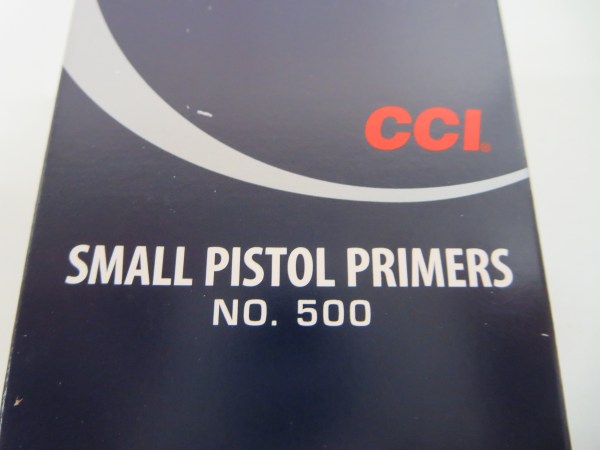 CCI®
SMALL PISTOL PRIMERS
NO. 500